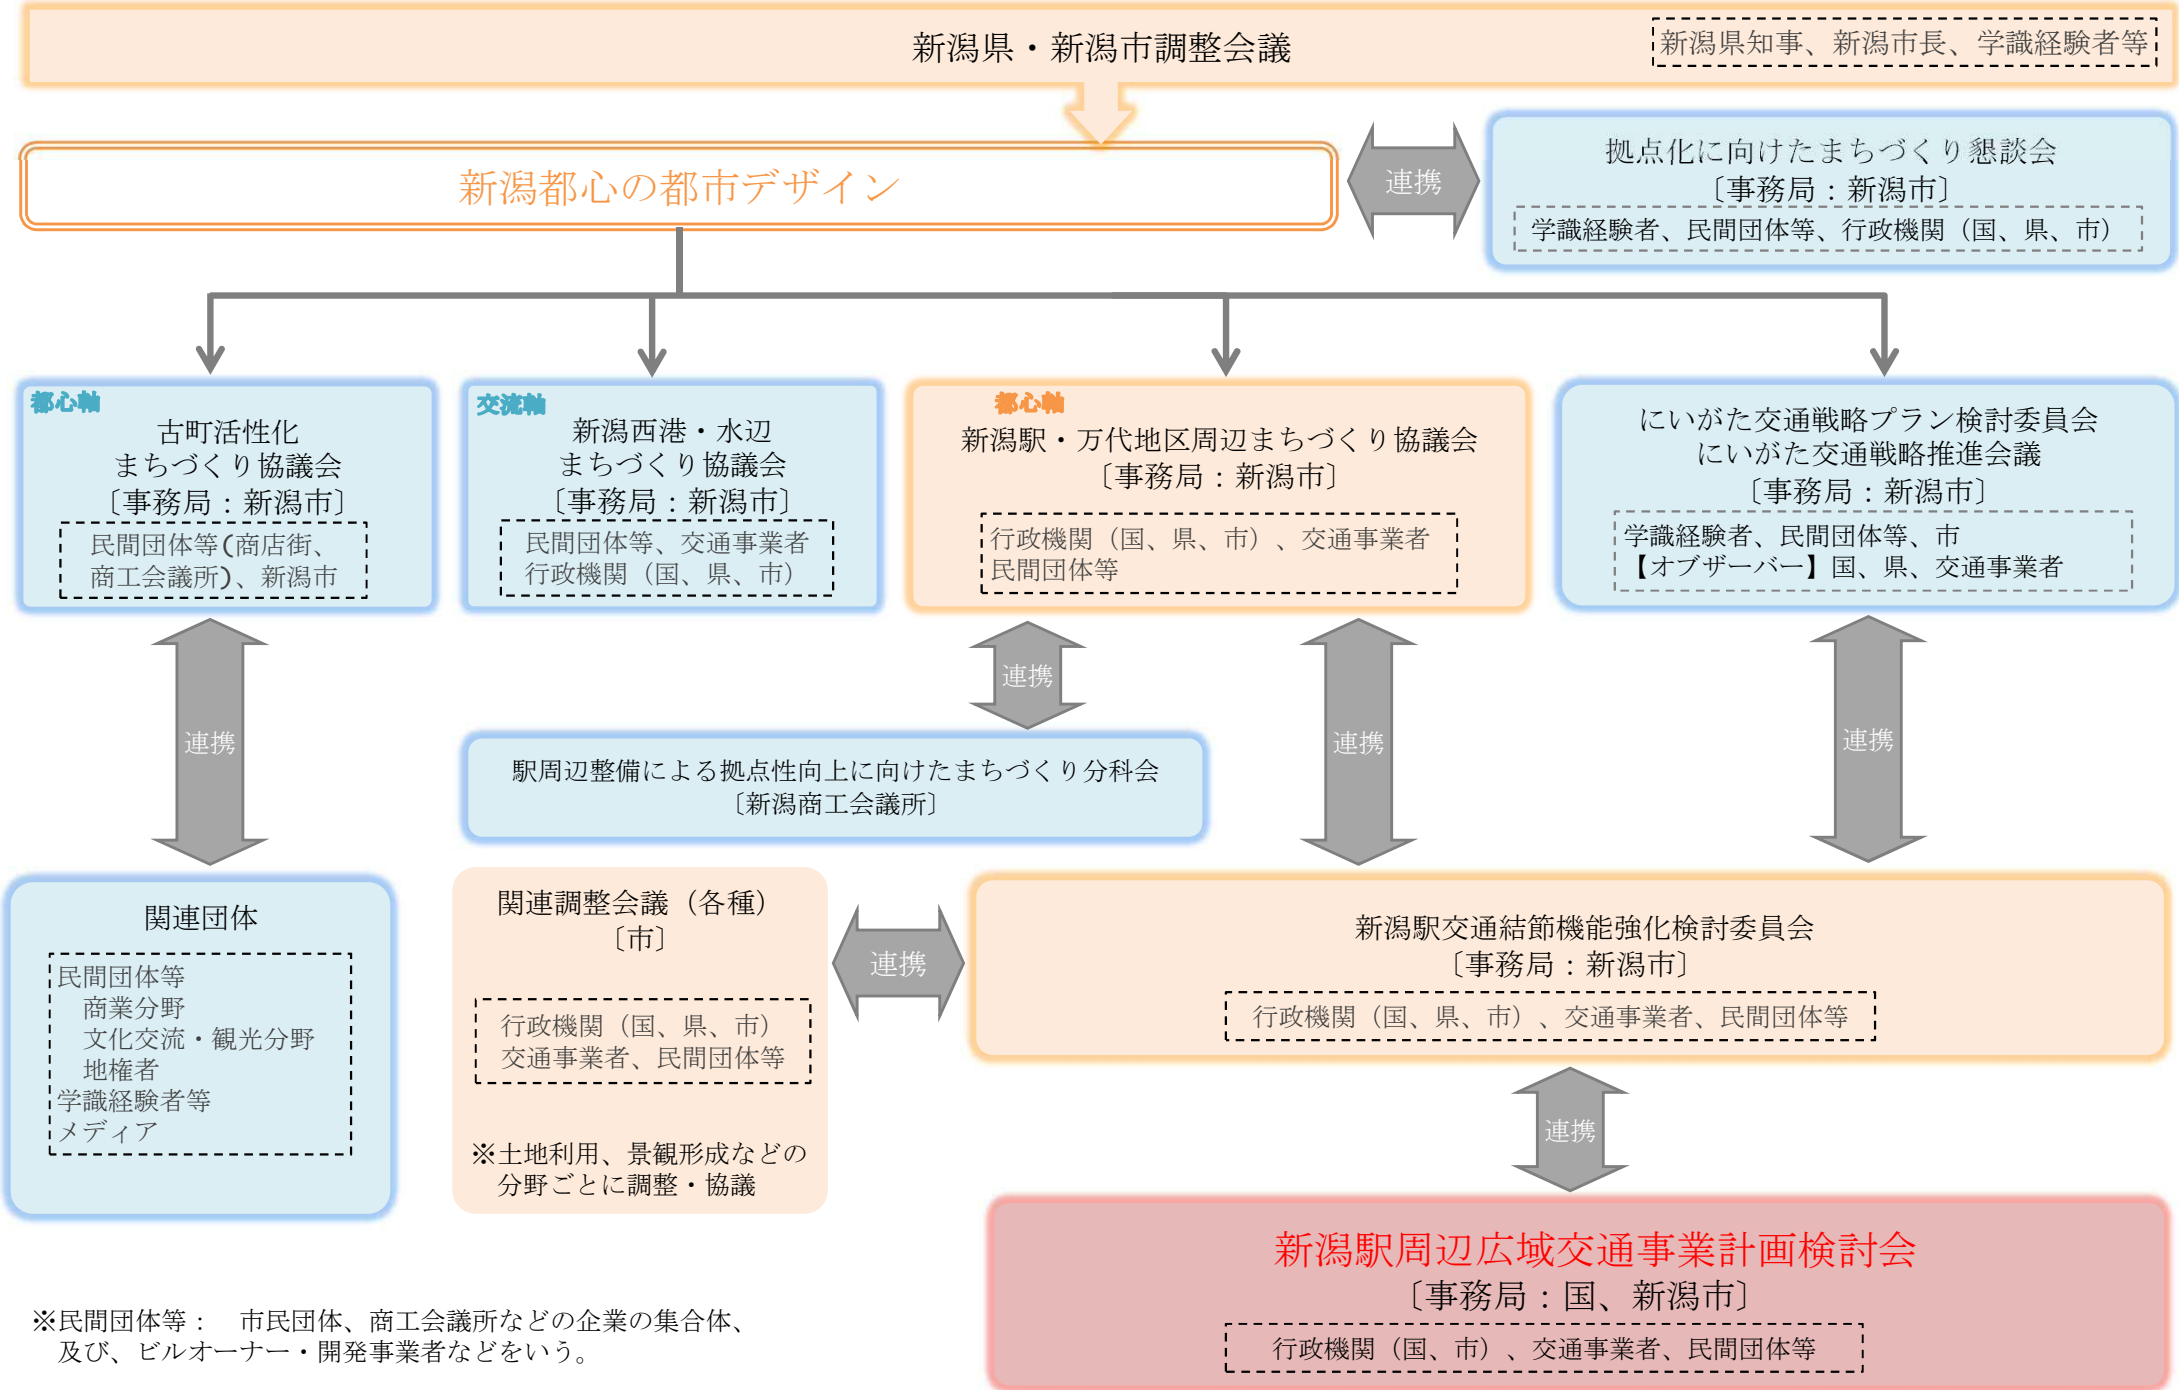 新潟県・新潟市調整会議
新潟県知事、新潟市長、学識経験者等
新潟都心の都市デザイン
連携
拠点化に向けたまちづくり懇談会
〔事務局：新潟市〕
学識経験者、民間団体等、行政機関（国、県、市）
都心軸
古町活性化
まちづくり協議会
〔事務局：新潟市〕
民間団体等(商店街、
商工会議所)、新潟市
交流軸
新潟西港・水辺
まちづくり協議会
〔事務局：新潟市〕
民間団体等、交通事業者
行政機関（国、県、市）
都心軸
新潟駅・万代地区周辺まちづくり協議会
〔事務局：新潟市〕
行政機関（国、県、市）、交通事業者
民間団体等
にいがた交通戦略プラン検討委員会
にいがた交通戦略推進会議
〔事務局：新潟市〕
学識経験者、民間団体等、市
【オブザーバー】国、県、交通事業者
連携
連携
連携
連携
駅周辺整備による拠点性向上に向けたまちづくり分科会
〔新潟商工会議所〕
関連団体
民間団体等
商業分野
文化交流・観光分野
地権者
学識経験者等
メディア
関連調整会議（各種）
〔市〕
行政機関（国、県、市）
交通事業者、民間団体等
※土地利用、景観形成などの
分野ごとに調整・協議
連携
新潟駅交通結節機能強化検討委員会
〔事務局：新潟市〕
行政機関（国、県、市）、交通事業者、民間団体等
連携
新潟駅周辺広域交通事業計画検討会
〔事務局：国、新潟市〕
行政機関（国、市）、交通事業者、民間団体等
※民間団体等：　市民団体、商工会議所などの企業の集合体、
及び、ビルオーナー・開発事業者などをいう。